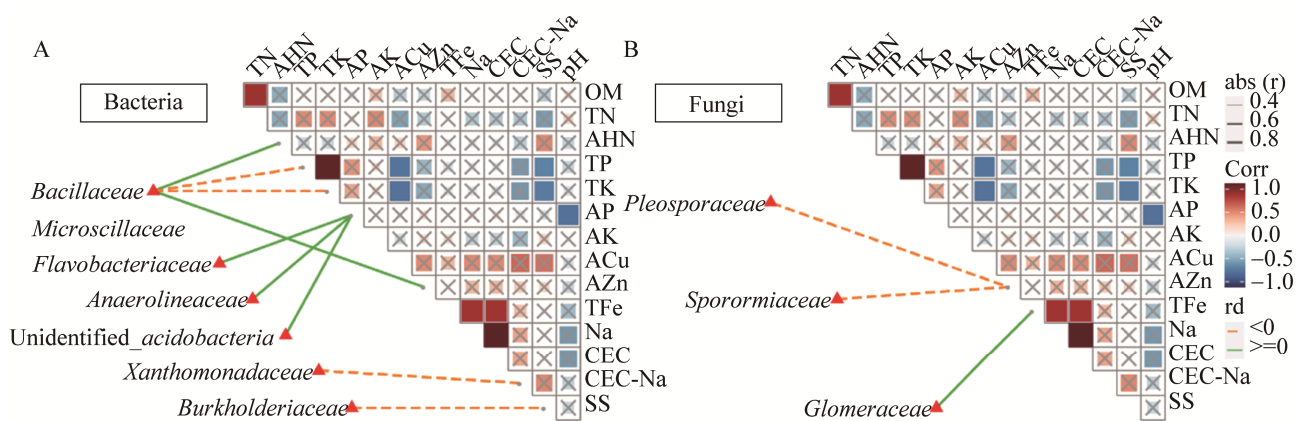 A
TN AHN TP TK AP AK ACu AZn TFe Na CEC CEC-Na SS pH
Bacteria
OM
TN
AHN
TP
TK
AP
AK
ACu
AZn
TFe
Na
CEC
CEC-Na
SS
Bacillaceae
Microscillaceae
Flavobacteriaceae
Anaerolineaceae
Unidentified_acidobacteria
Xanthomonadaceae
Burkholderiaceae
B
TN AHN TP TK AP AK ACu AZn TFe Na CEC CEC-Na SS pH
Fungi
OM
TN
AHN
TP
TK
AP
AK
ACu
AZn
TFe
Na
CEC
CEC-Na
SS
Pleosporaceae
Sporormiaceae
Glomeraceae
abs (r)
0.4
0.6
0.8
Corr
1.0
0.5
0.0
−0.5
−1.0
rd
<0
>=0